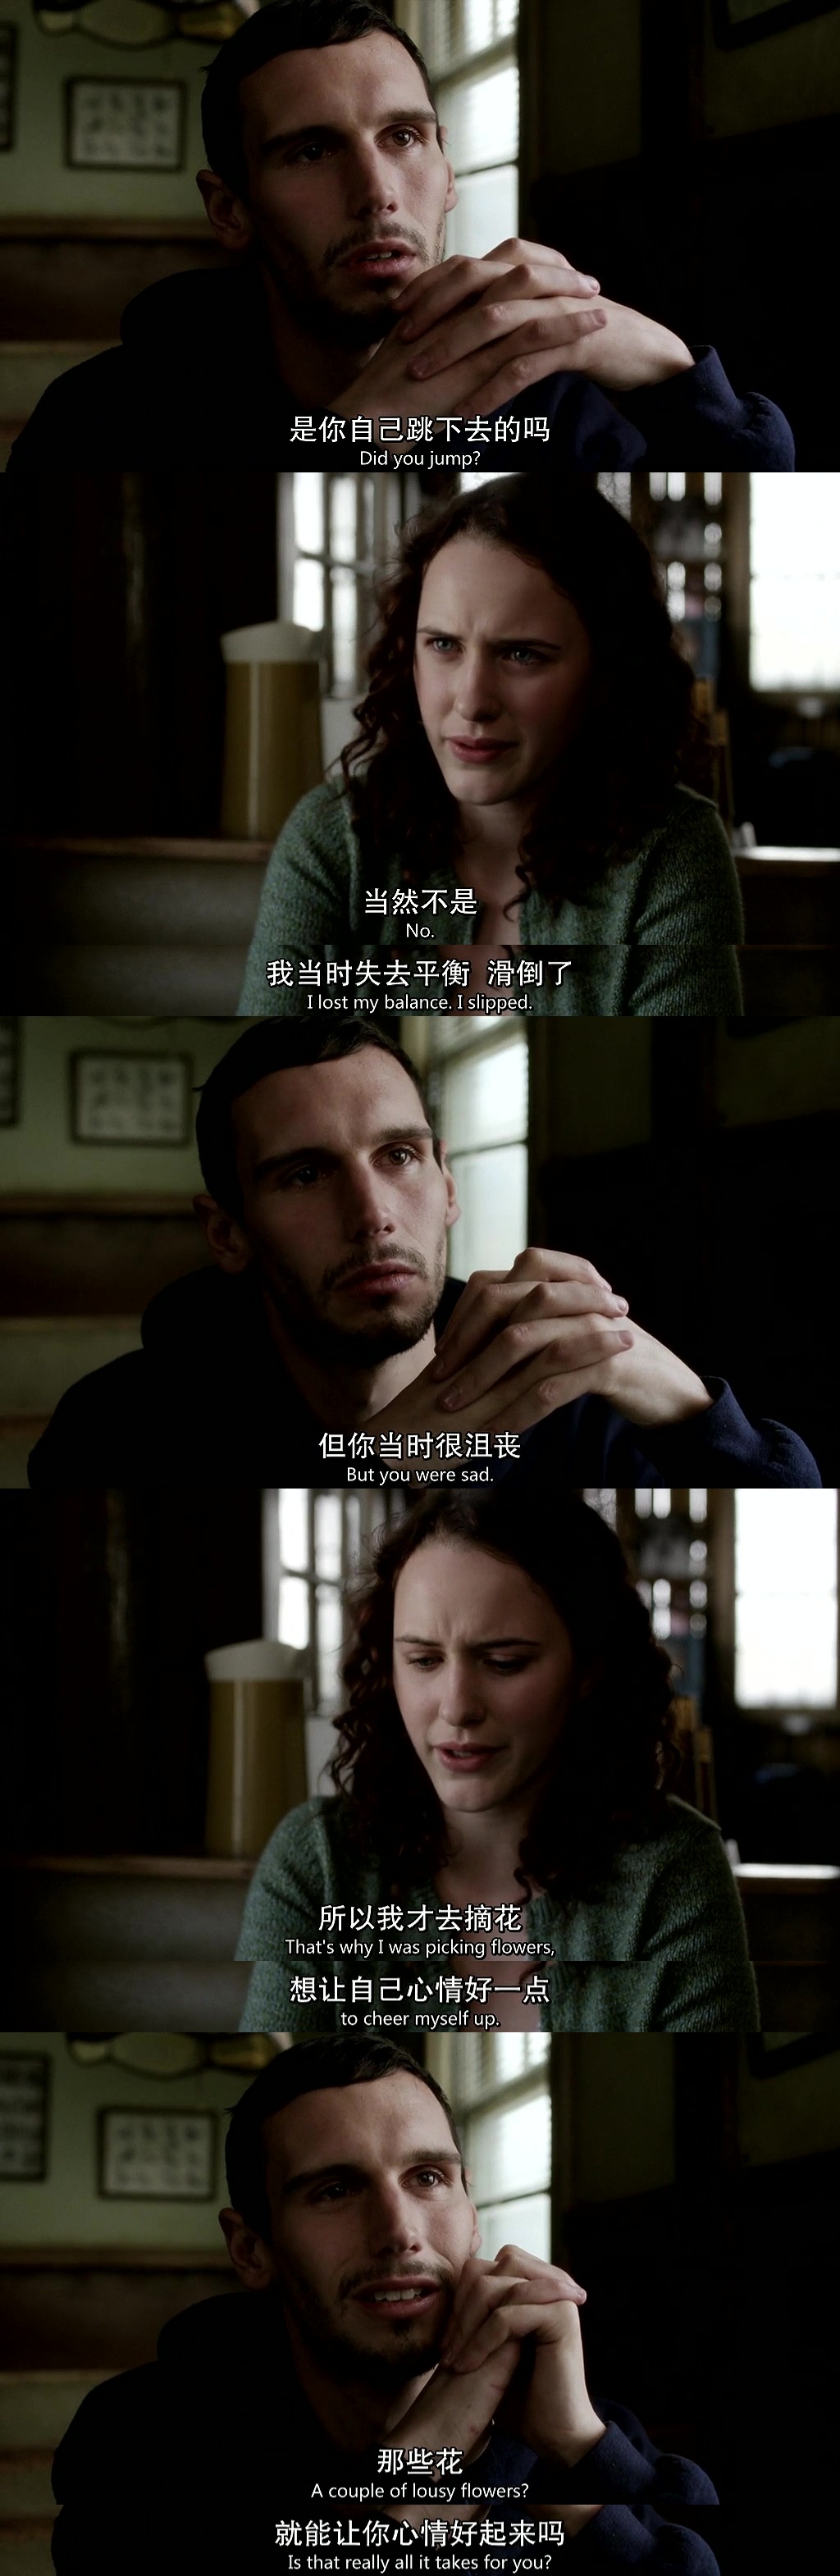 是你自己跳下去的吗
Did you jump?
当然不是
No.
我当时失去平衡 滑倒了
I lost my balance. I slipped.
但你当时很沮丧
But you were sad.
所以我才去摘花
That's why I was picking flowers,
想让自己心情好一点
to cheer myself up.
那些花
A couple of lousy flowers?
就能让你心情好起来吗
Is that really all it takes for you?